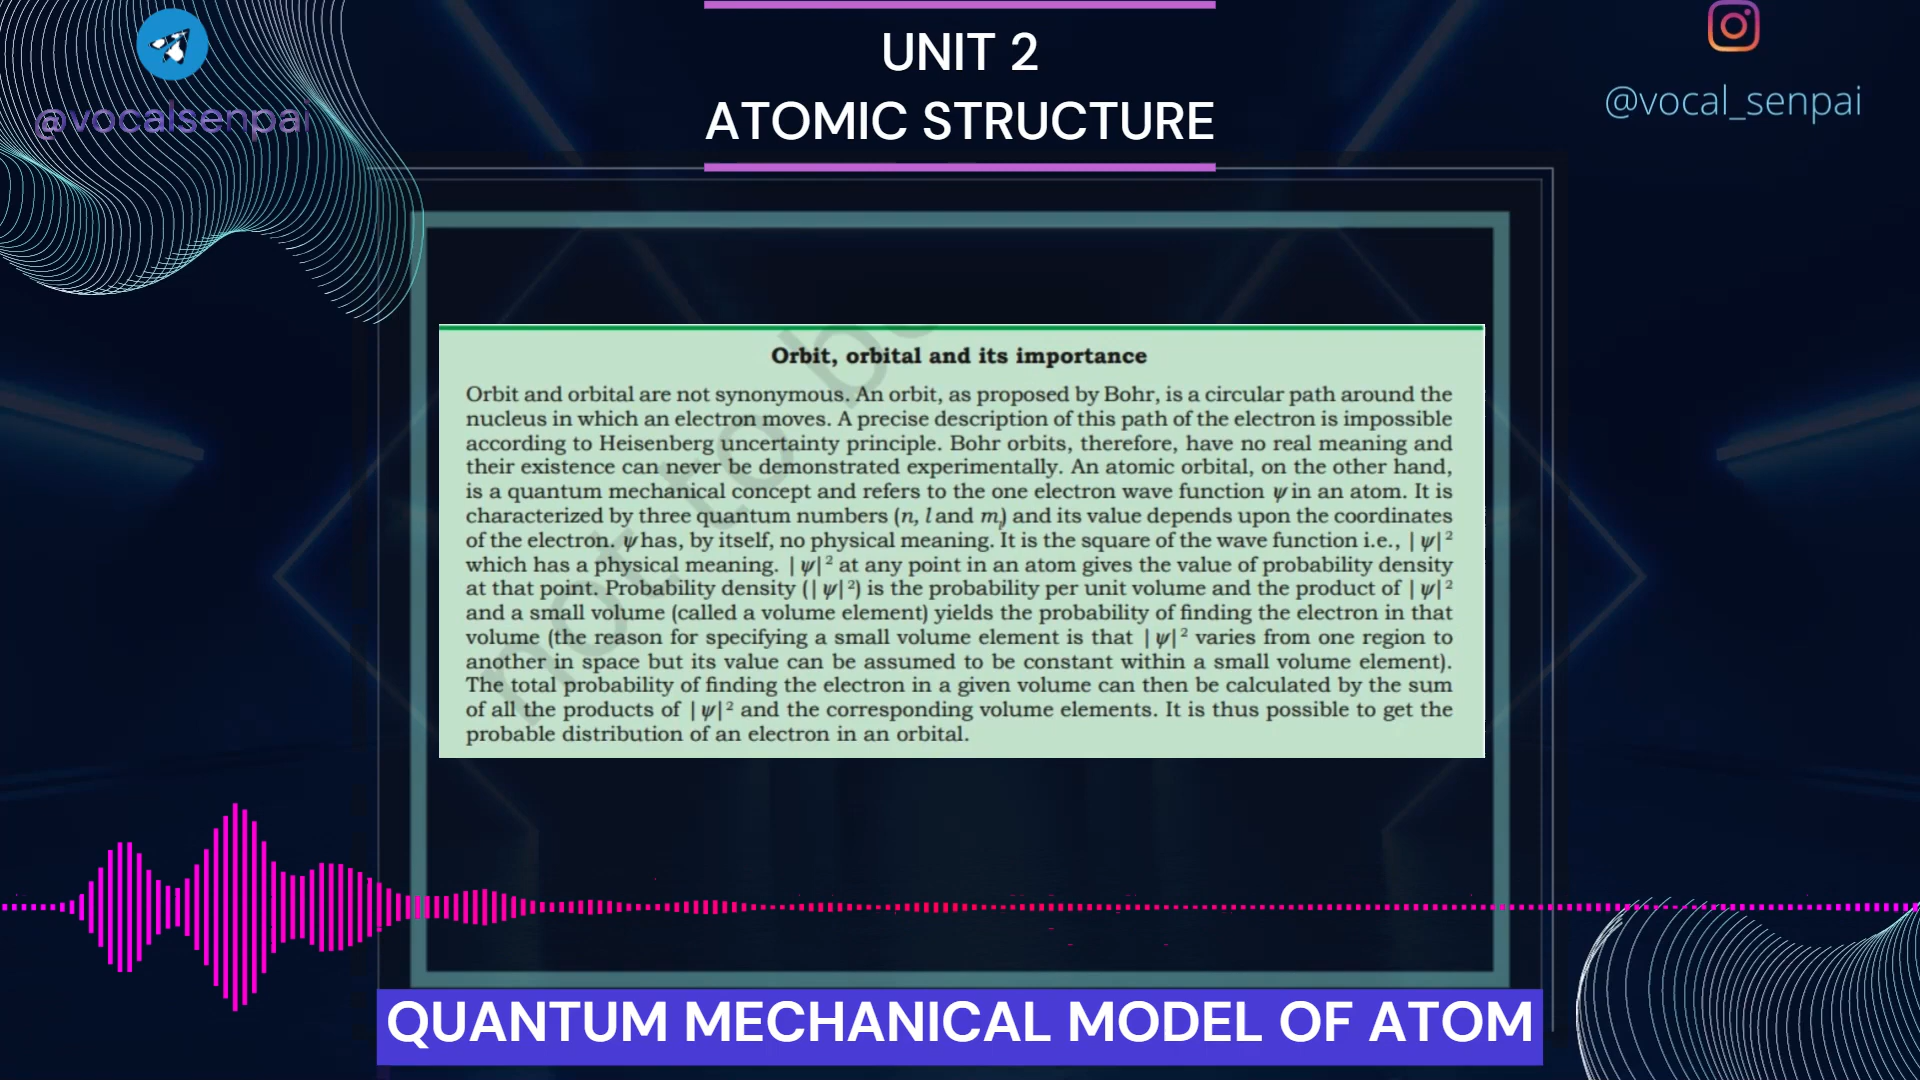 UNIT 2
ATOMIC STRUCTURE
@vocalsenpai
@vocal_senpai
Orbit, orbital and its importance
Orbit and orbital are not synonymous. An orbit, as proposed by Bohr, is a circular path around the
nucleus in which an electron moves. A precise description of this path of the electron is impossible
according to Heisenberg uncertainty principle. Bohr orbits, therefore, have no real meaning and
their existence can never be demonstrated experimentally. An atomic orbital, on the other hand,
is a quantum mechanical concept and refers to the one electron wave function ψ in an atom. It is
characterized by three quantum numbers (n, l and mₗ) and its value depends upon the coordinates
of the electron. ψ has, by itself, no physical meaning. It is the square of the wave function i.e., |ψ|²
which has a physical meaning. |ψ|² at any point in an atom gives the value of probability density
at that point. Probability density (|ψ|²) is the probability per unit volume and the product of |ψ|²
and a small volume (called a volume element) yields the probability of finding the electron in that
volume (the reason for specifying a small volume element is that |ψ|² varies from one region to
another in space but its value can be assumed to be constant within a small volume element).
The total probability of finding the electron in a given volume can then be calculated by the sum
of all the products of |ψ|² and the corresponding volume elements. It is thus possible to get the
probable distribution of an electron in an orbital.
not to be
QUANTUM MECHANICAL MODEL OF ATOM